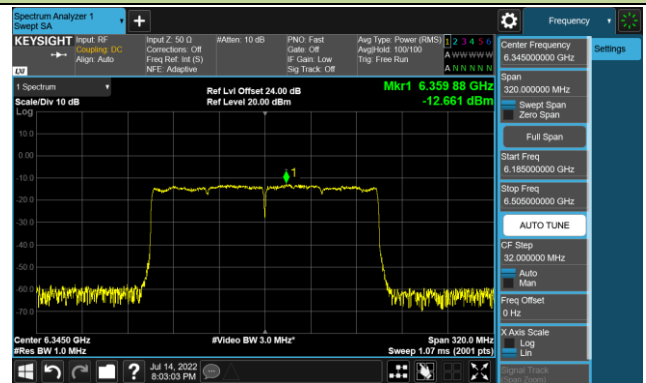 Spectrum Analyzer 1
Swept SA
Frequency
KEYSIGHT
Input: RF
Coupling: DC
Align: Auto
Input Z: 50 Ω
Corrections: Off
Freq Ref: Int (S)
NFE: Adaptive
#Atten: 10 dB
PNO: Fast
Gate: Off
IF Gain: Low
Sig Track: Off
Avg Type: Power (RMS)
Avg|Hold: 100/100
Trig: Free Run
1 2 3 4 5 6
A W W W W W
A N N N N N
LXI
1 Spectrum
Scale/Div 10 dB
Log
Ref Lvl Offset 24.00 dB
Ref Level 20.00 dBm
Mkr1 6.359 88 GHz
-12.661 dBm
10.0
0.00
-10.0
-20.0
-30.0
-40.0
-50.0
-60.0
-70.0
1
Center 6.3450 GHz
#Res BW 1.0 MHz
#Video BW 3.0 MHz*
Span 320.0 MHz
Sweep 1.07 ms (2001 pts)
Jul 14, 2022
8:03:03 PM
Center Frequency
6.345000000 GHz
Settings
Span
320.000000 MHz
Swept Span
Zero Span
Full Span
Start Freq
6.185000000 GHz
Stop Freq
6.505000000 GHz
AUTO TUNE
CF Step
32.000000 MHz
Auto
Man
Freq Offset
0 Hz
X Axis Scale
Log
Lin
Signal Track
(Span Zoom)